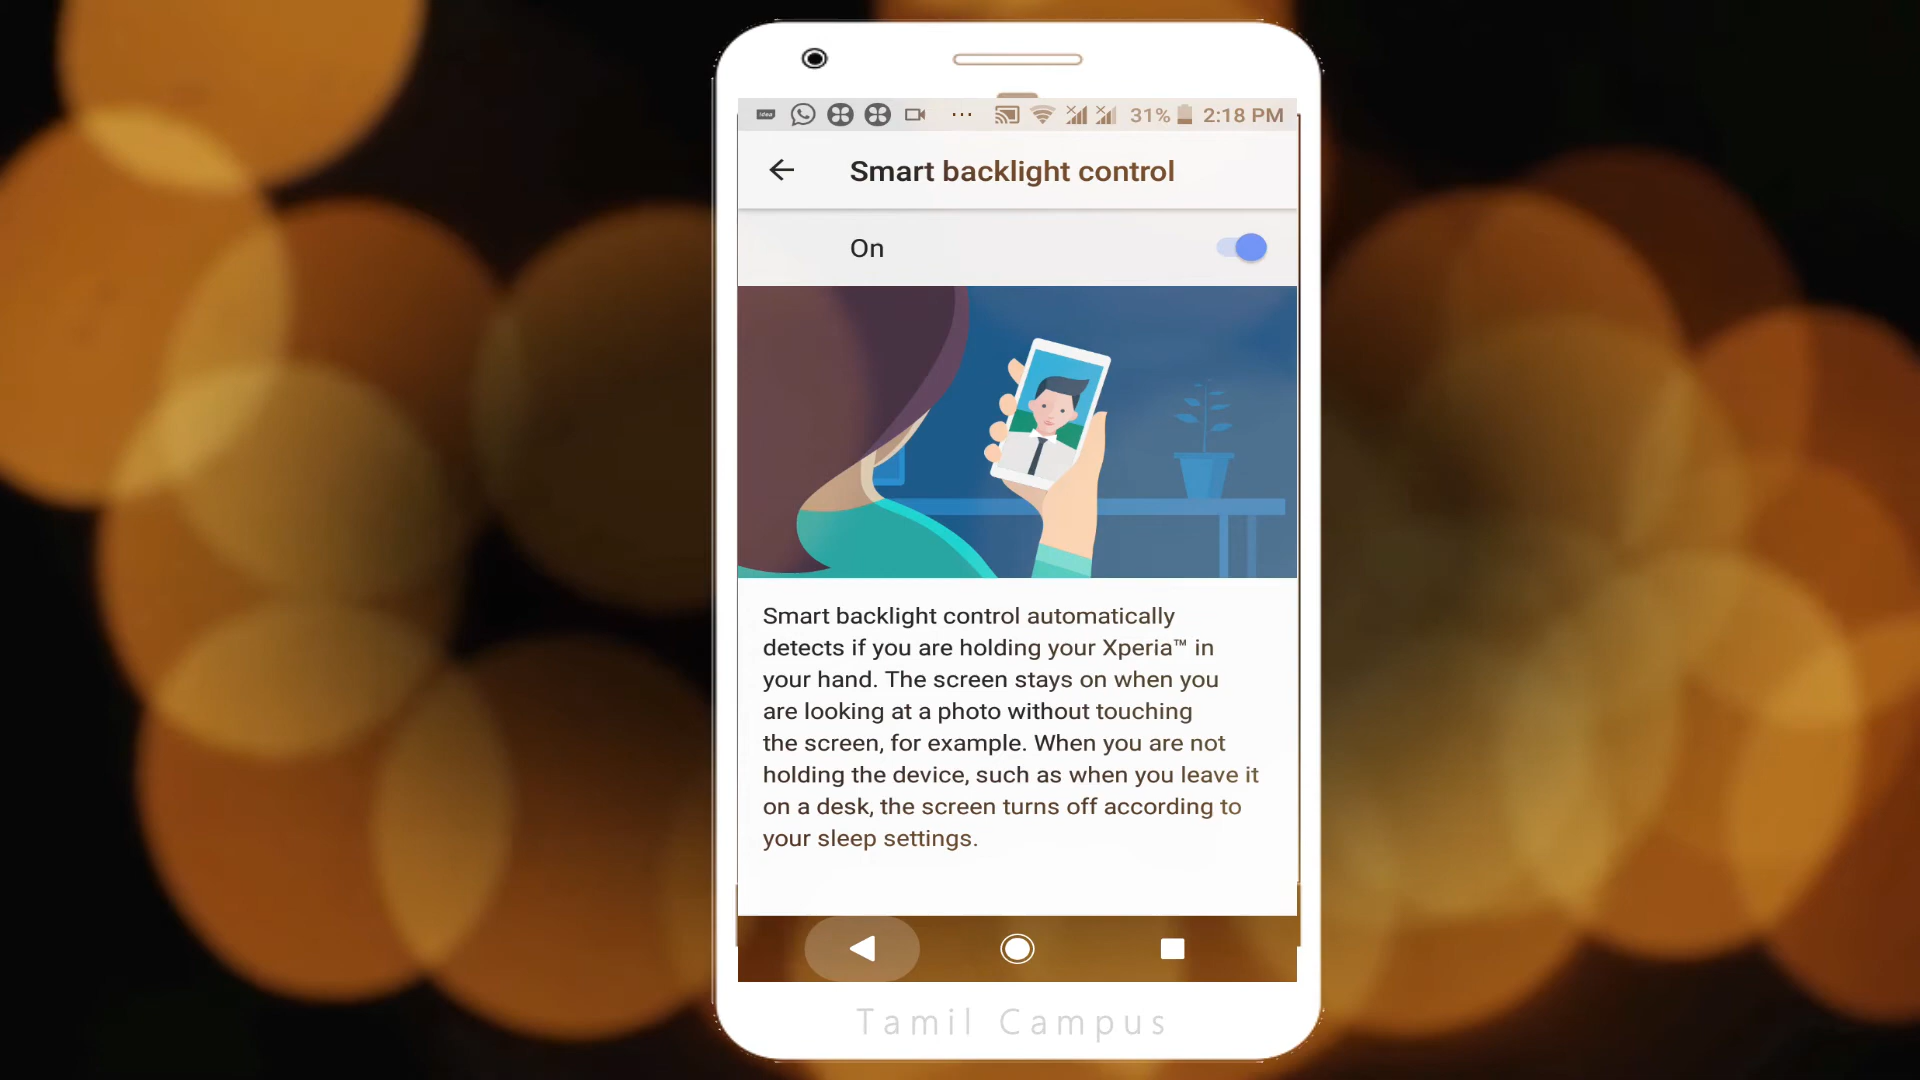 idea 31% 2:18 PM
Smart backlight control
On
Smart backlight control automatically
detects if you are holding your Xperia™ in
your hand. The screen stays on when you
are looking at a photo without touching
the screen, for example. When you are not
holding the device, such as when you leave it
on a desk, the screen turns off according to
your sleep settings.
Tamil Campus